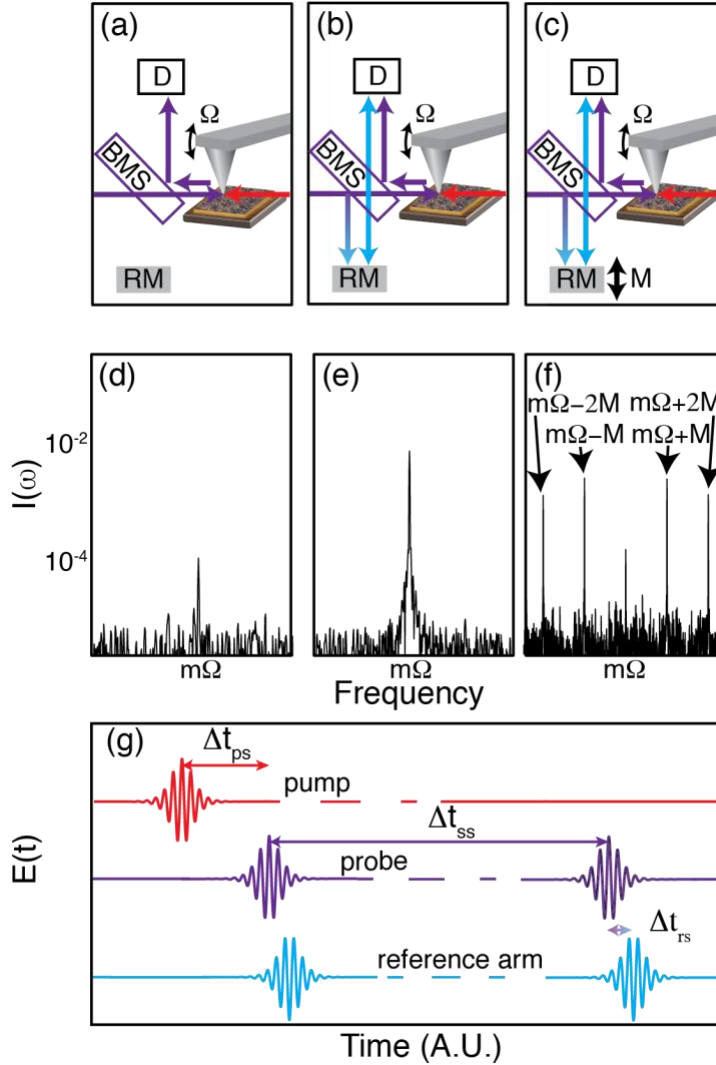 (a)
D
Ω
BMS
RM
(b)
D
Ω
BMS
RM
(c)
D
Ω
BMS
RM
M
(d)
(e)
(f)
mΩ−2M mΩ+2M
mΩ−M mΩ+M
10-2
10-4
I(ω)
mΩ
mΩ
mΩ
Frequency
(g)
Δtps
pump
Δtss
probe
Δtrs
reference arm
E(t)
Time (A.U.)